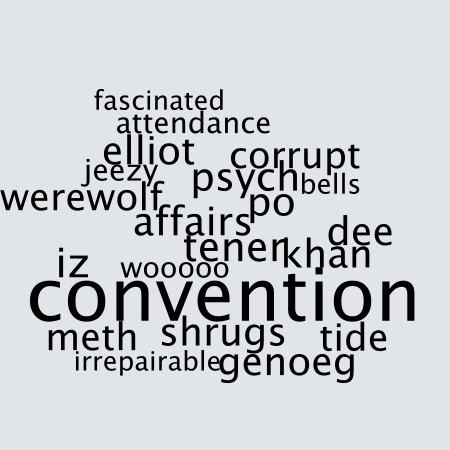 fascinated
attendance
elliot
corrupt
jeezy
psych
bells
werewolf
po
affairs
dee
tener
khan
iz
wooooo
convention
meth
shrugs
tide
irrepairable
genoeg